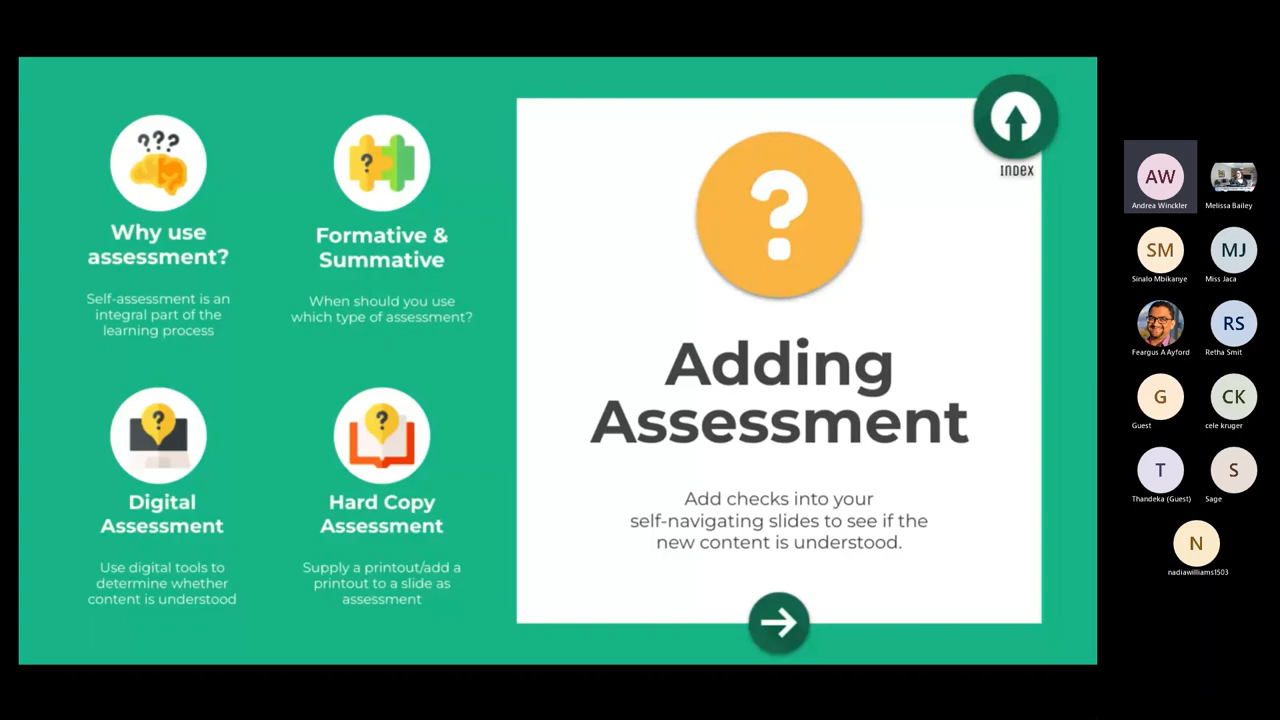 ???
Why use
assessment?
Self-assessment is an
integral part of the
learning process
?
Formative &
Summative
When should you use
which type of assessment?
?
Digital
Assessment
Use digital tools to
determine whether
content is understood
?
Hard Copy
Assessment
Supply a printout/add a
printout to a slide as
assessment
INDEX
?
Adding
Assessment
Add checks into your
self-navigating slides to see if the
new content is understood.
AW
Andrea Winckler
Melissa Bailey
SM
Sinalo Mbikanye
MJ
Miss Jaca
Feargus A Ayford
RS
Retha Smit
G
Guest
CK
cele kruger
T
Thandeka (Guest)
S
Sage
N
nadiawilliams1503